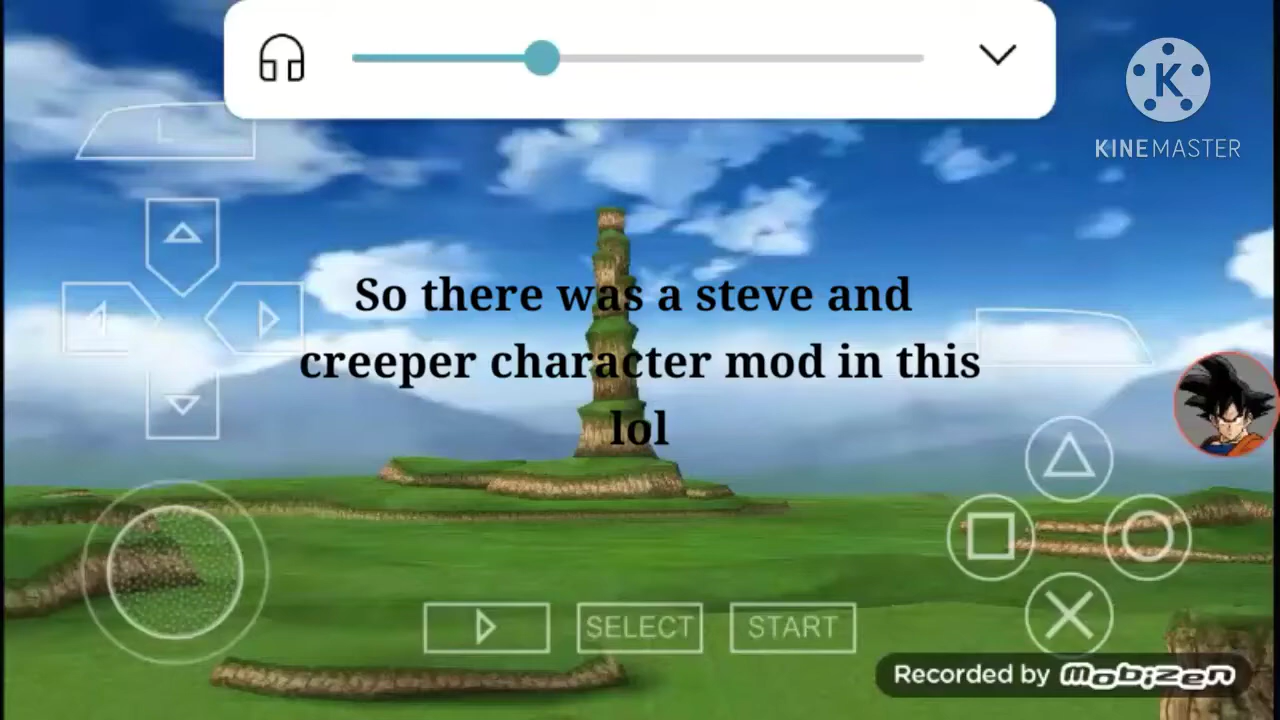 L
K
KINEMASTER
So there was a steve and
creeper character mod in this
lol
SELECT
START
Recorded by mobizen